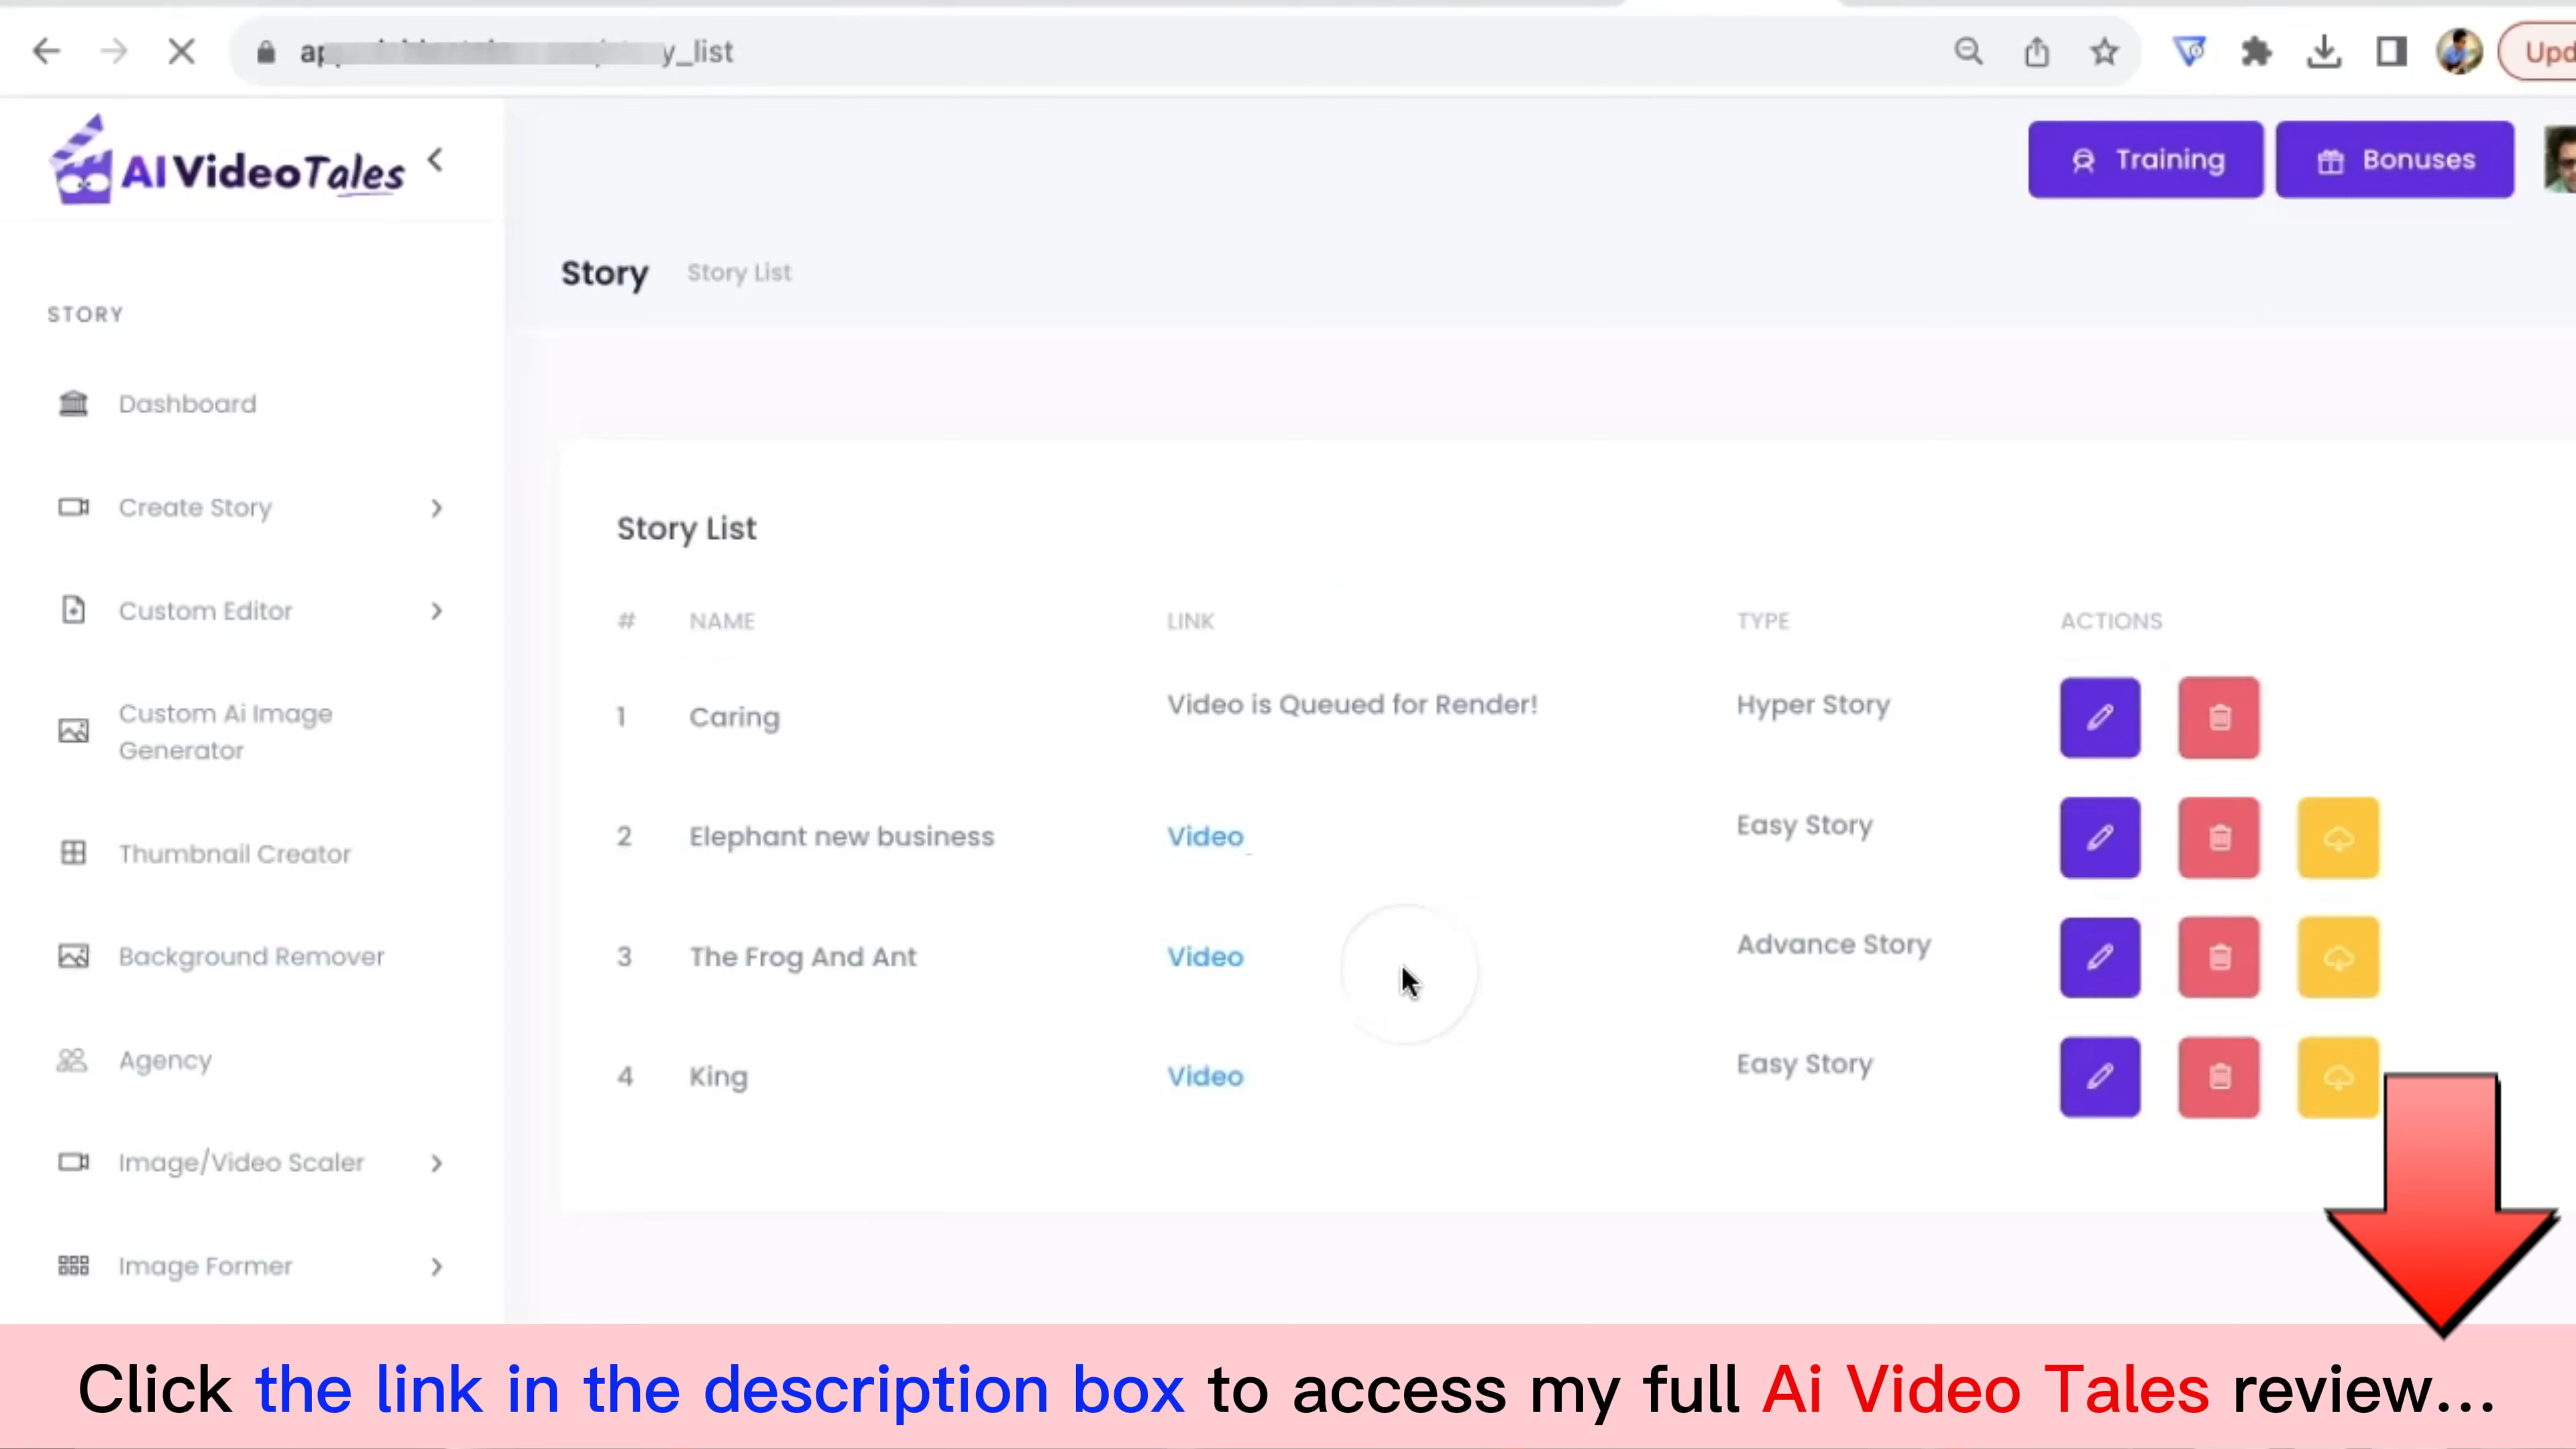 y_list
Upd
AI VideoTales
Training
Bonuses
Story Story List
STORY
Dashboard
Create Story
Custom Editor
Custom Ai Image
Generator
Thumbnail Creator
Background Remover
Agency
Image/Video Scaler
Image Former
Story List
# NAME LINK TYPE ACTIONS
1 Caring Video is Queued for Render! Hyper Story
2 Elephant new business Video Easy Story
3 The Frog And Ant Video Advance Story
4 King Video Easy Story
Click the link in the description box to access my full Ai Video Tales review...